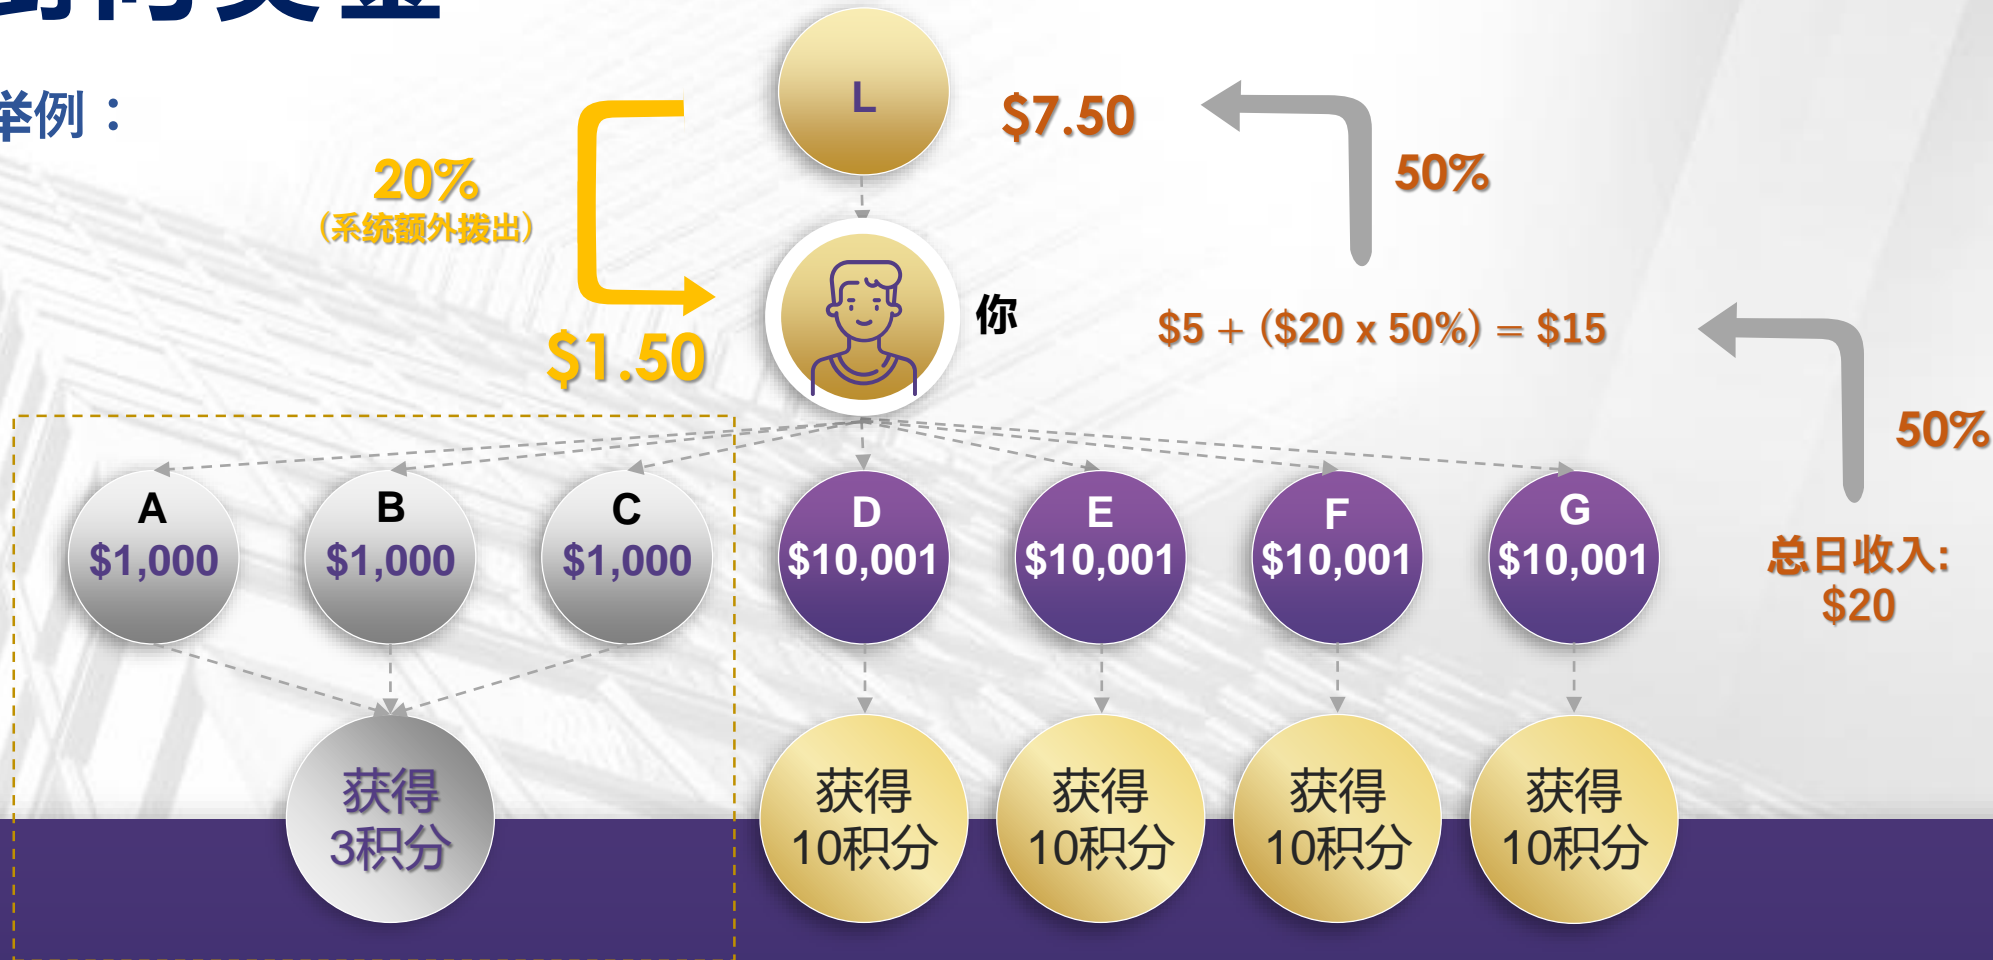 举例：
L
$7.50
50%
20%
(系统额外拨出)
$1.50
你
$5 + ($20 x 50%) = $15
50%
总日收入:
$20
A
$1,000
B
$1,000
C
$1,000
D
$10,001
E
$10,001
F
$10,001
G
$10,001
获得
3积分
获得
10积分
获得
10积分
获得
10积分
获得
10积分